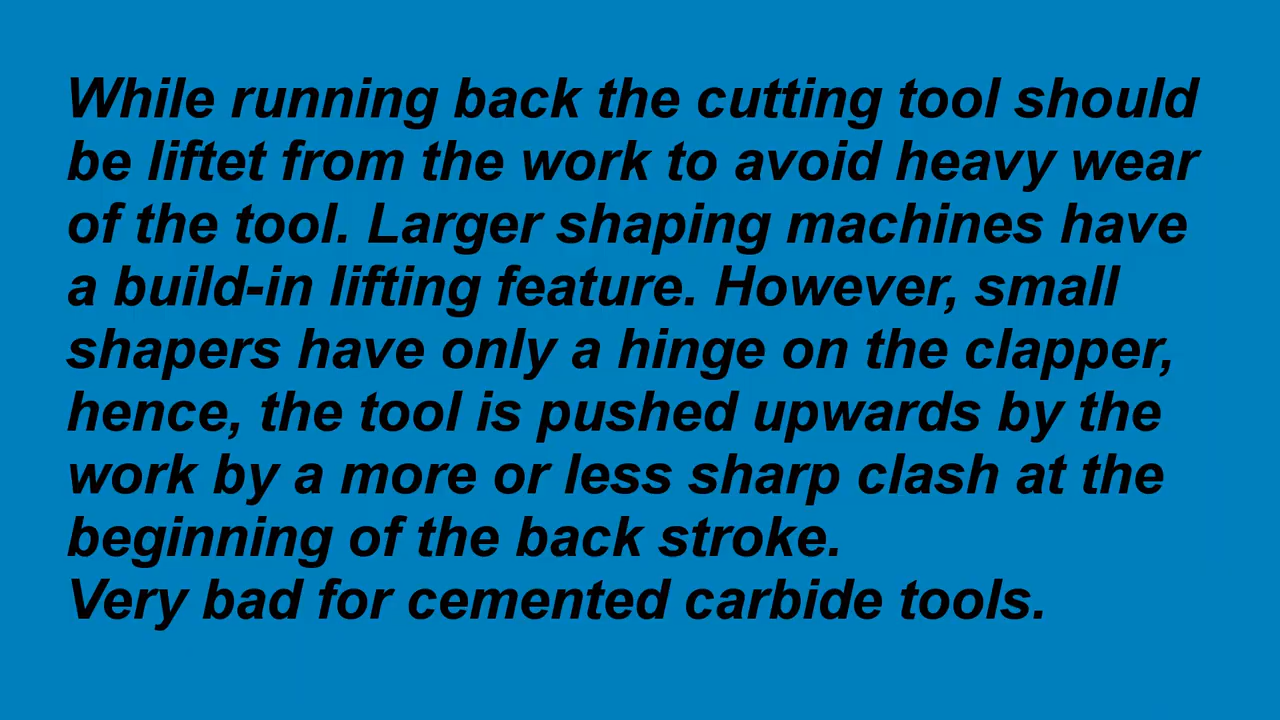 While running back the cutting tool should
be liftet from the work to avoid heavy wear
of the tool. Larger shaping machines have
a build-in lifting feature. However, small
shapers have only a hinge on the clapper,
hence, the tool is pushed upwards by the
work by a more or less sharp clash at the
beginning of the back stroke.
Very bad for cemented carbide tools.